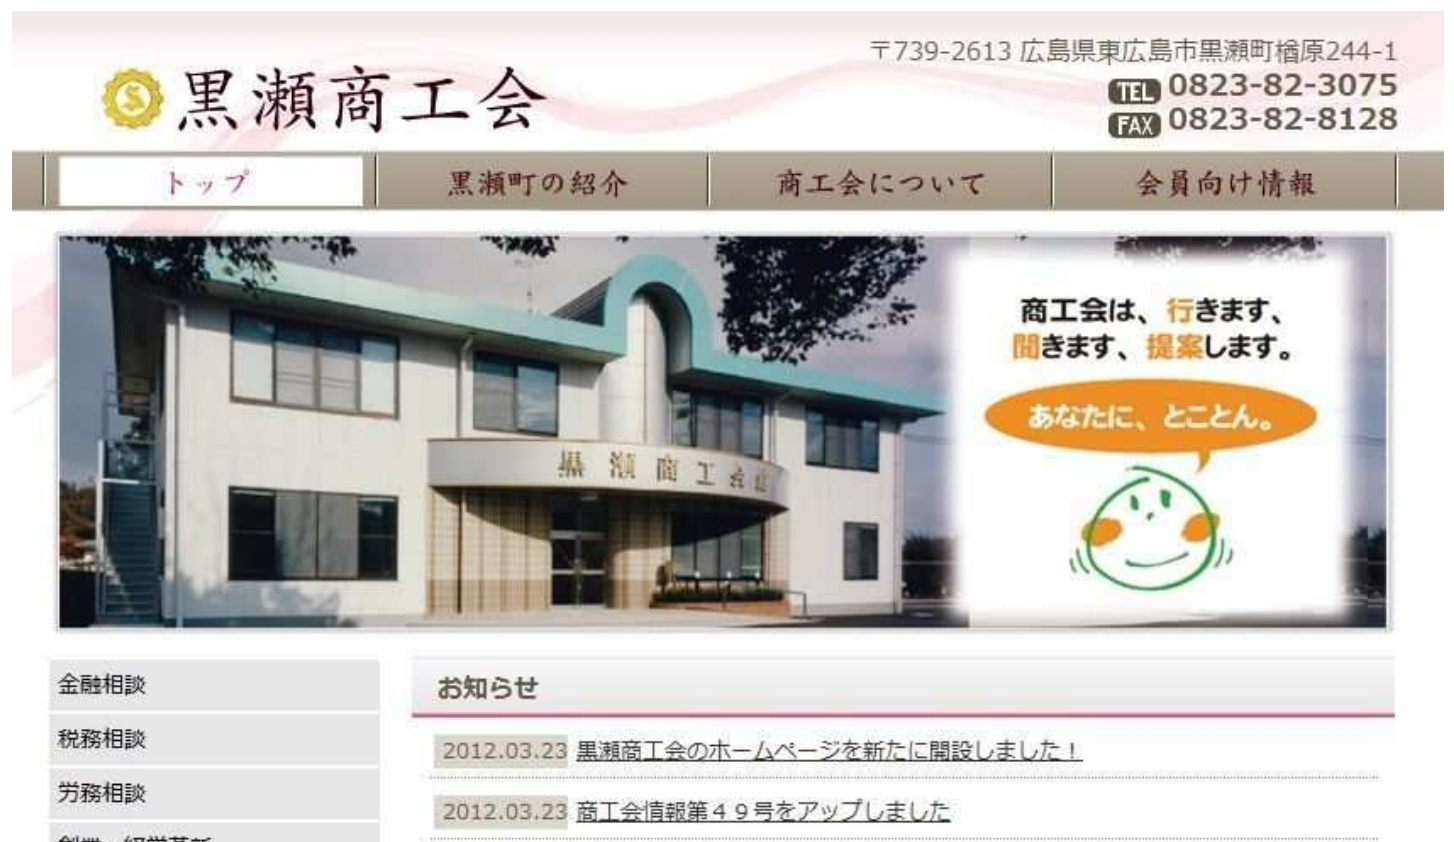 〒739-2613 広島県東広島市黒瀬町楢原244-1
S
黒瀬商工会
TEL 0823-82-3075
FAX 0823-82-8128
トップ
黒瀬町の紹介
商工会について
会員向け情報
商工会は、行きます、
聞きます、提案します。
あなたに、とことん。
黒瀬商工会館
金融相談
税務相談
労務相談
お知らせ
2012.03.23 黒瀬商工会のホームページを新たに開設しました！
2012.03.23 商工会情報第４９号をアップしました